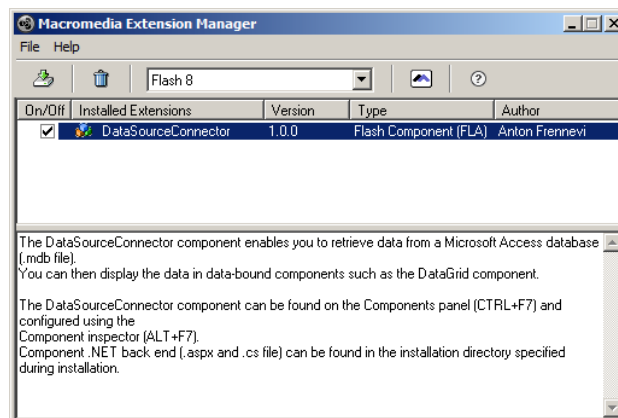 Macromedia Extension Manager
File Help
Flash 8
On/Off Installed Extensions Version Type Author
DataSourceConnector 1.0.0 Flash Component (FLA) Anton Frennevi
The DataSourceConnector component enables you to retrieve data from a Microsoft Access database
(.mdb file).
You can then display the data in data-bound components such as the DataGrid component.
The DataSourceConnector component can be found on the Components panel (CTRL+F7) and
configured using the
Component inspector (ALT+F7).
Component .NET back end (.aspx and .cs file) can be found in the installation directory specified
during installation.